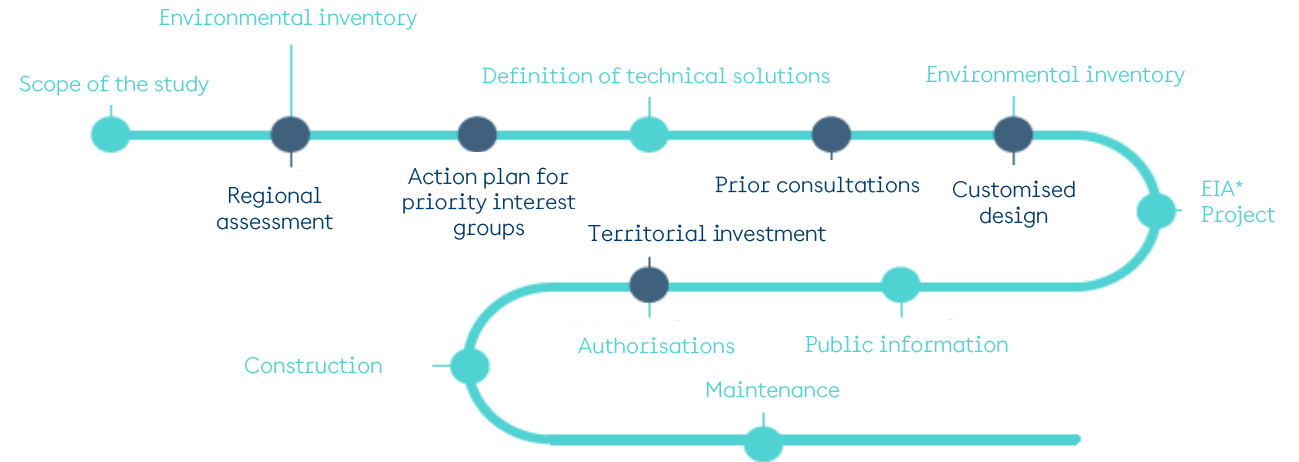 Environmental inventory
Scope of the study
Definition of technical solutions
Environmental inventory
Regional
assessment
Action plan for
priority interest
groups
Prior consultations
Customised
design
EIA*
Project
Territorial investment
Authorisations
Public information
Construction
Maintenance